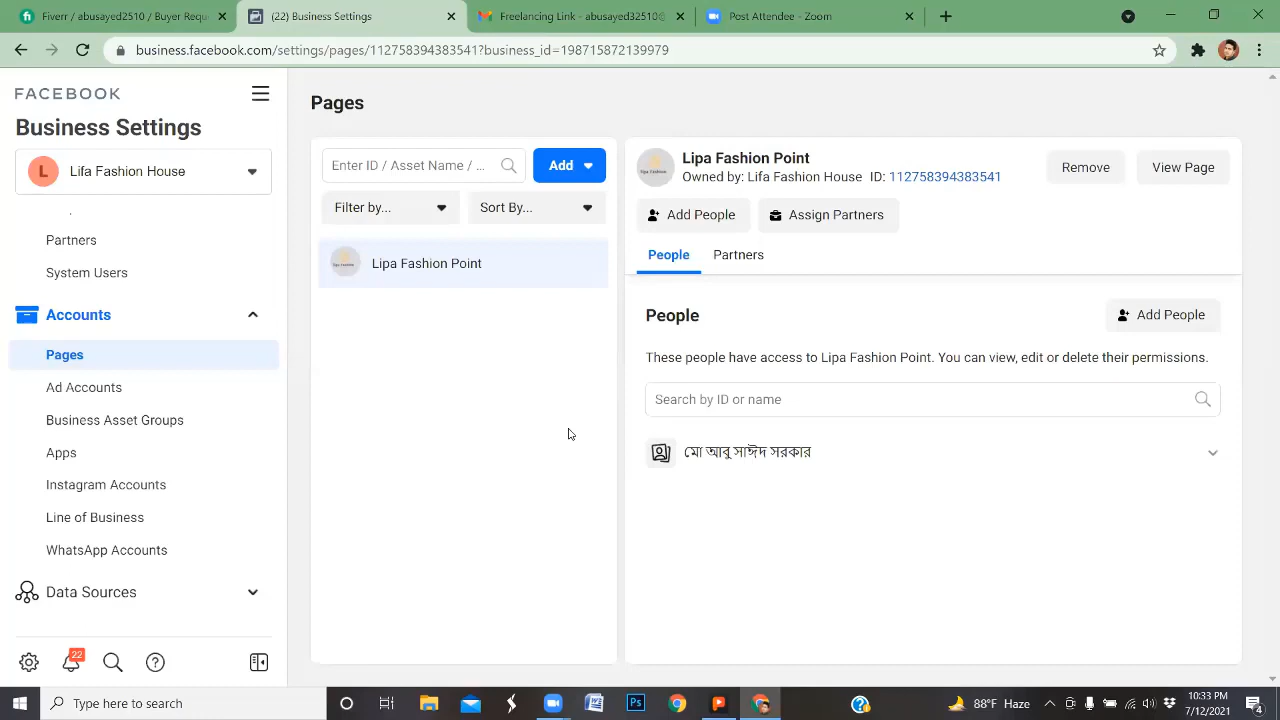 Fiverr / abusayed2510 / Buyer Requ
(22) Business Settings
Freelancing Link - abusayed32510@
Post Attendee - Zoom
business.facebook.com/settings/pages/112758394383541?business_id=198715872139979
FACEBOOK
Business Settings
L
Lifa Fashion House
Partners
System Users
Accounts
Pages
Ad Accounts
Business Asset Groups
Apps
Instagram Accounts
Line of Business
WhatsApp Accounts
Data Sources
22
Pages
Enter ID / Asset Name / ...
Add
Filter by...
Sort By...
Lipa Fashion Point
Lipa Fashion Point
Owned by: Lifa Fashion House ID: 112758394383541
Remove
View Page
Add People
Assign Partners
People
Partners
People
Add People
These people have access to Lipa Fashion Point. You can view, edit or delete their permissions.
Search by ID or name
মো আবু সাঈদ সরকার
Type here to search
88°F Haze
10:33 PM
7/12/2021
4